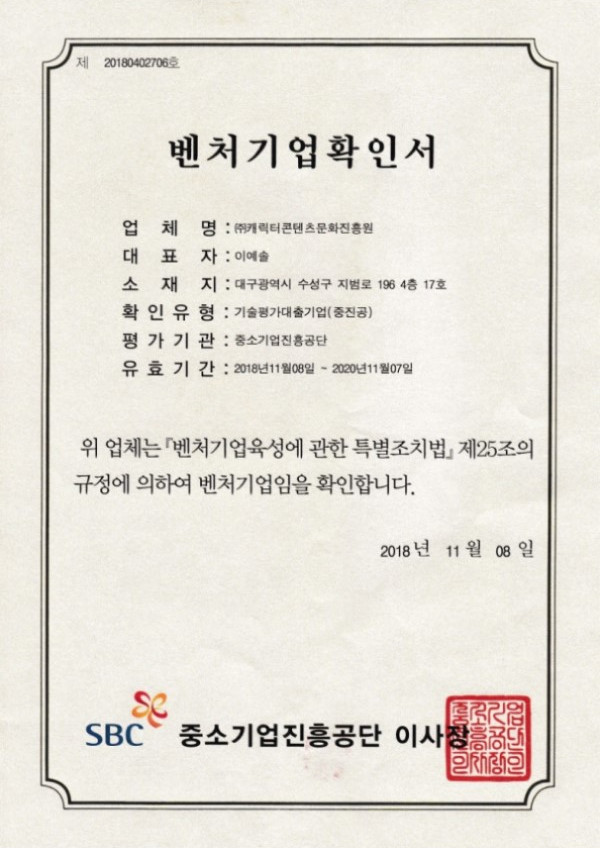 제 20180402706호
벤처기업확인서
업 체 명 : ㈜캐릭터콘텐츠문화진흥원
대 표 자 : 이예솔
소 재 지 : 대구광역시 수성구 지범로 196 4층 17호
확인유형 : 기술평가대출기업(중진공)
평가기관 : 중소기업진흥공단
유효기간 : 2018년11월08일 ~ 2020년11월07일
위 업체는『벤처기업육성에 관한 특별조치법』제25조의
규정에 의하여 벤처기업임을 확인합니다.
2018 년 11 월 08 일
SBC 중소기업진흥공단 이사장